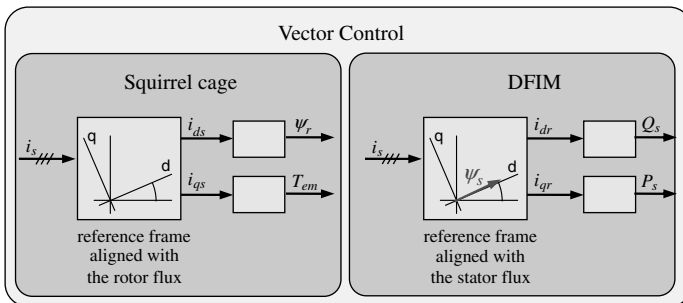 Vector Control
Squirrel cage
DFIM
i_s
q
d
i_ds
ψ_r
i_qs
T_em
reference frame
aligned with
the rotor flux
i_s
q
ψ_s
d
i_dr
Q_s
i_qr
P_s
reference frame
aligned with
the stator flux